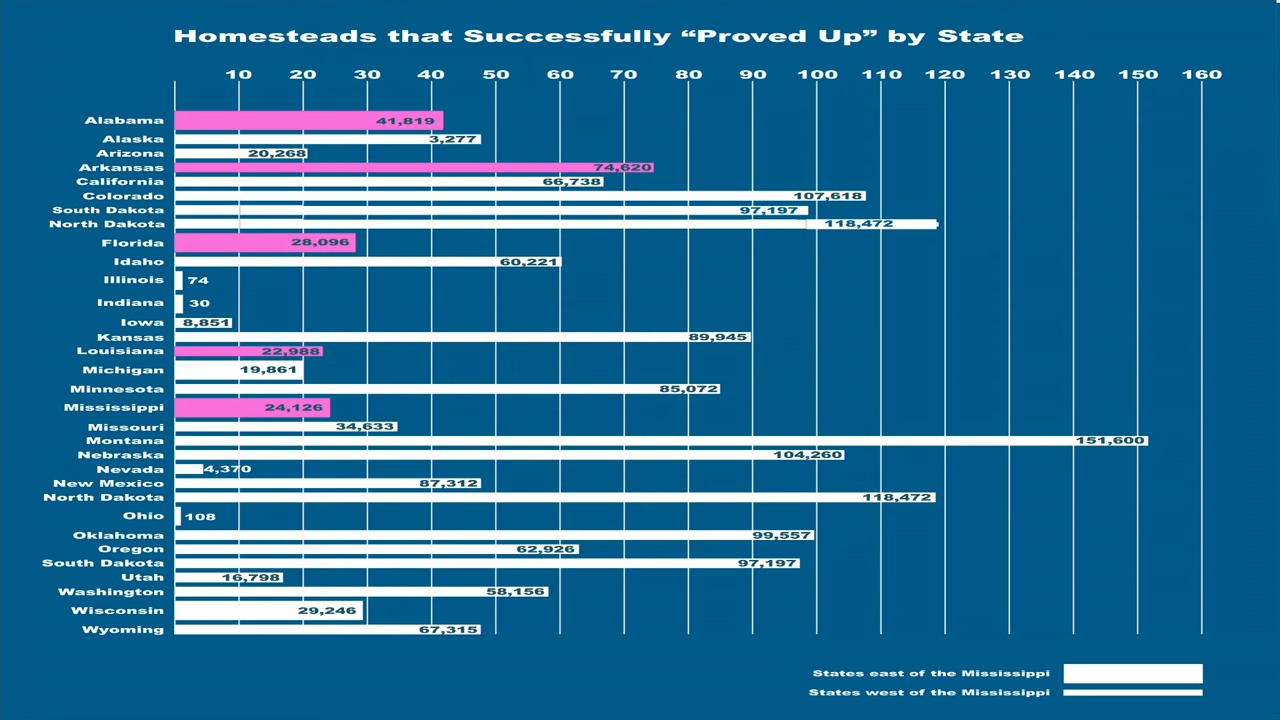 Homesteads that Successfully “Proved Up” by State
10 20 30 40 50 60 70 80 90 100 110 120 130 140 150 160
Alabama 41,819
Alaska 3,277
Arizona 20,268
Arkansas 74,620
California 66,738
Colorado 107,618
South Dakota 97,197
North Dakota 118,472
Florida 28,096
Idaho 60,221
Illinois 74
Indiana 30
Iowa 8,851
Kansas 89,945
Louisiana 22,988
Michigan 19,861
Minnesota 85,072
Mississippi 24,126
Missouri 34,633
Montana 151,600
Nebraska 104,260
Nevada 4,370
New Mexico 87,312
North Dakota 118,472
Ohio 108
Oklahoma 99,557
Oregon 62,926
South Dakota 97,197
Utah 16,798
Washington 58,156
Wisconsin 29,246
Wyoming 67,315
States east of the Mississippi
States west of the Mississippi